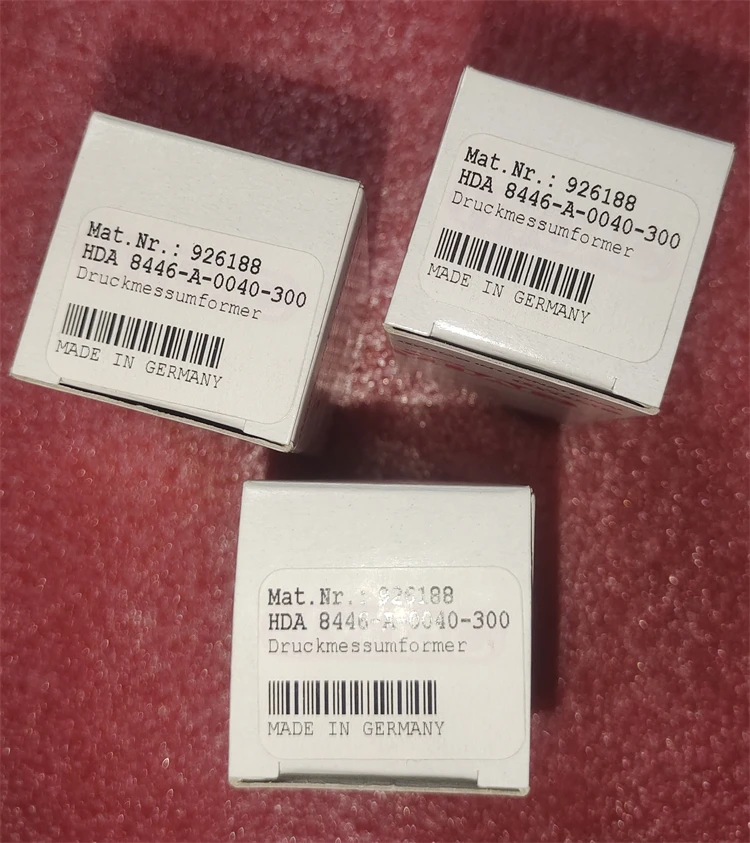 Mat.Nr.: 926188
HDA 8446-A-0040-300
Druckmessumformer
MADE IN GERMANY
Mat.Nr.: 926188
HDA 8446-A-0040-300
Druckmessumformer
MADE IN GERMANY
Mat.Nr.: 926188
HDA 8446-A-0040-300
Druckmessumformer
MADE IN GERMANY